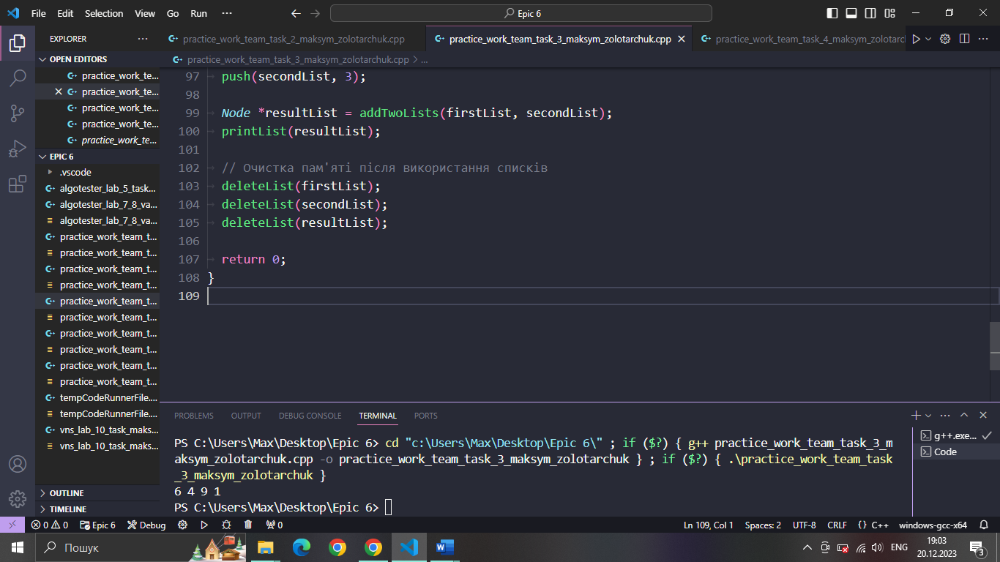 File Edit Selection View Go Run ··· Epic 6
EXPLORER ···
practice_work_team_task_2_maksym_zolotarchuk.cpp
practice_work_team_task_3_maksym_zolotarchuk.cpp
practice_work_team_task_4_maksym_zolotarc
OPEN EDITORS
practice_work_te...
practice_work_te...
practice_work_te...
practice_work_te...
practice_work_te...
EPIC 6
.vscode
algotester_lab_5_task...
algotester_lab_7_8_va...
algotester_lab_7_8_va...
practice_work_team_t...
practice_work_team_t...
practice_work_team_t...
practice_work_team_t...
practice_work_team_t...
practice_work_team_t...
practice_work_team_t...
practice_work_team_t...
practice_work_team_t...
practice_work_team_t...
tempCodeRunnerFile....
tempCodeRunnerFile....
vns_lab_10_task_maks...
vns_lab_10_task_maks...
OUTLINE
TIMELINE
practice_work_team_task_3_maksym_zolotarchuk.cpp > ...
97 push(secondList, 3);
98
99 Node *resultList = addTwoLists(firstList, secondList);
100 printList(resultList);
101
102 // Очистка пам'яті після використання списків
103 deleteList(firstList);
104 deleteList(secondList);
105 deleteList(resultList);
106
107 return 0;
108 }
109
PROBLEMS OUTPUT DEBUG CONSOLE TERMINAL PORTS
PS C:\Users\Max\Desktop\Epic 6> cd "c:\Users\Max\Desktop\Epic 6\" ; if ($?) { g++ practice_work_team_task_3_m
aksym_zolotarchuk.cpp -o practice_work_team_task_3_maksym_zolotarchuk } ; if ($?) { .\practice_work_team_task
_3_maksym_zolotarchuk }
6 4 9 1
PS C:\Users\Max\Desktop\Epic 6>
g++.exe...
Code
0 0 Epic 6 Debug 0 Ln 109, Col 1 Spaces: 2 UTF-8 CRLF {} C++ windows-gcc-x64
Пошук
ENG
19:03
20.12.2023
3